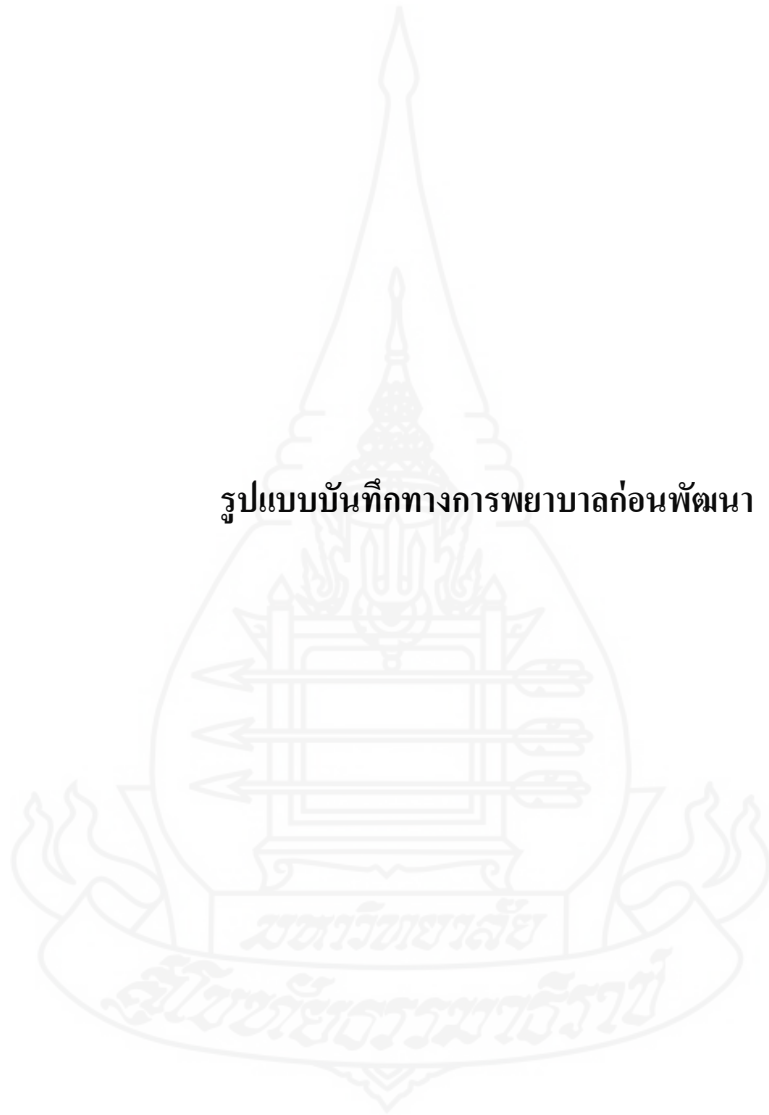 รูปแบบบันทึกทางการพยาบาลก่อนพัฒนา
มหาวิทยาลัย
สุโขทัยธรรมาธิราช